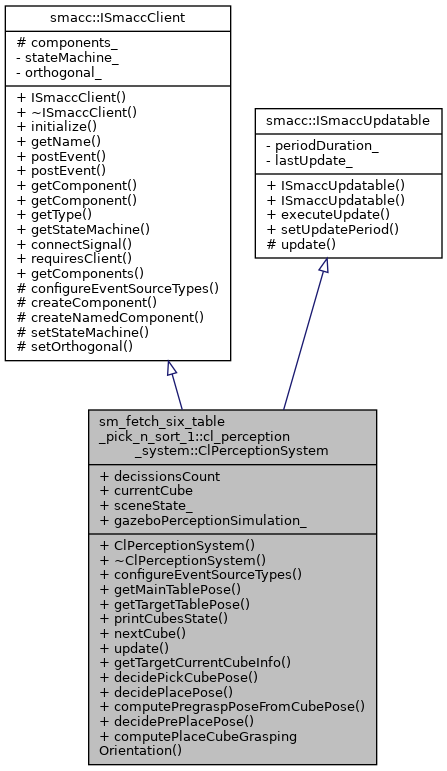 smacc::ISmaccClient
# components_
- stateMachine_
- orthogonal_
+ ISmaccClient()
+ ~ISmaccClient()
+ initialize()
+ getName()
+ postEvent()
+ postEvent()
+ getComponent()
+ getComponent()
+ getType()
+ getStateMachine()
+ connectSignal()
+ requiresClient()
+ getComponents()
# configureEventSourceTypes()
# createComponent()
# createNamedComponent()
# setStateMachine()
# setOrthogonal()
smacc::ISmaccUpdatable
- periodDuration_
- lastUpdate_
+ ISmaccUpdatable()
+ ISmaccUpdatable()
+ executeUpdate()
+ setUpdatePeriod()
# update()
sm_fetch_six_table
_pick_n_sort_1::cl_perception
_system::ClPerceptionSystem
+ decissionsCount
+ currentCube
+ sceneState_
+ gazeboPerceptionSimulation_
+ ClPerceptionSystem()
+ ~ClPerceptionSystem()
+ configureEventSourceTypes()
+ getMainTablePose()
+ getTargetTablePose()
+ printCubesState()
+ nextCube()
+ update()
+ getTargetCurrentCubeInfo()
+ decidePickCubePose()
+ decidePlacePose()
+ computePregraspPoseFromCubePose()
+ decidePrePlacePose()
+ computePlaceCubeGrasping
Orientation()